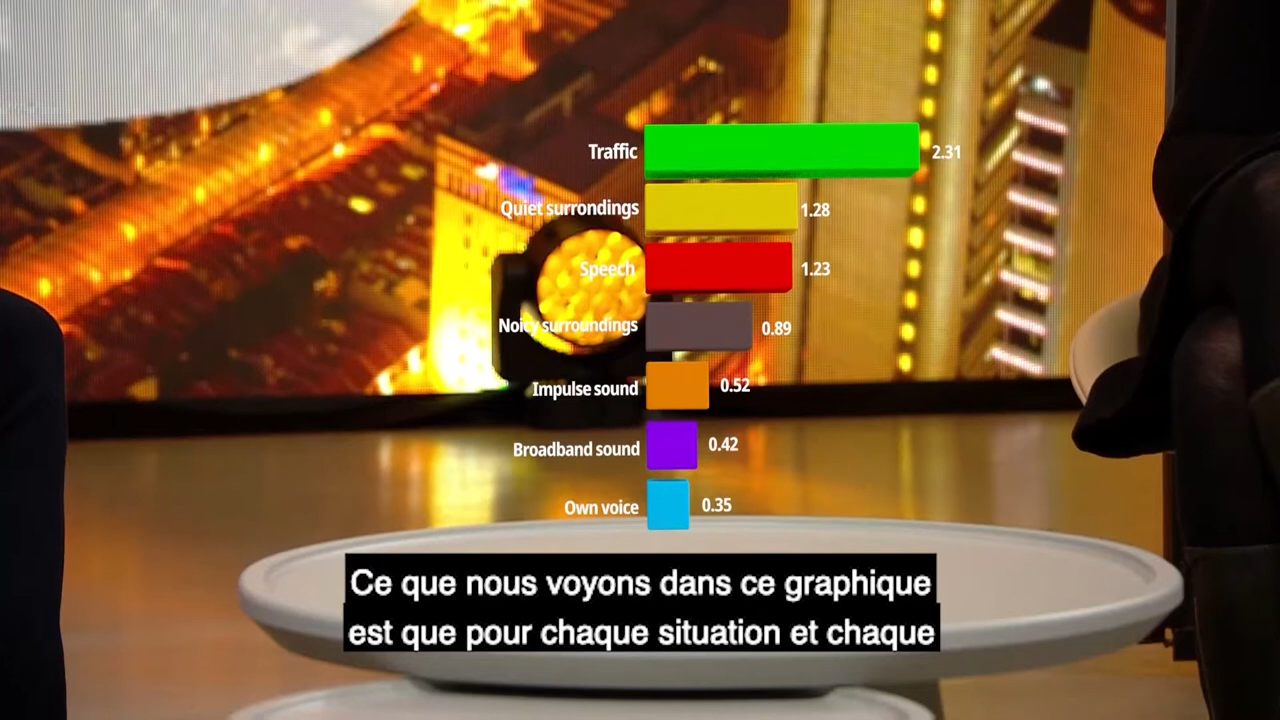 Traffic 2.31
Quiet surrondings 1.28
Speech 1.23
Noicy surroundings 0.89
Impulse sound 0.52
Broadband sound 0.42
Own voice 0.35
Ce que nous voyons dans ce graphique
est que pour chaque situation et chaque